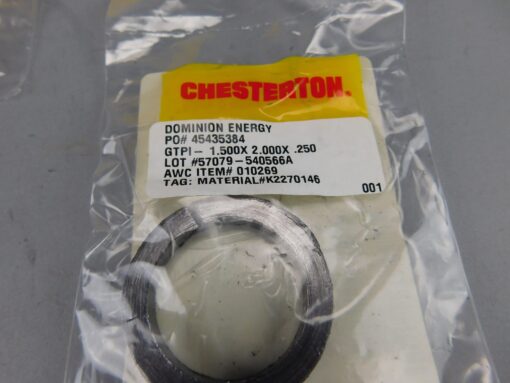 CHESTERTON.
DOMINION ENERGY
PO# 45435384
GTPI- 1.500X 2.000X .250
LOT #57079-540566A
AWC ITEM# 010269
TAG: MATERIAL#K2270146
001